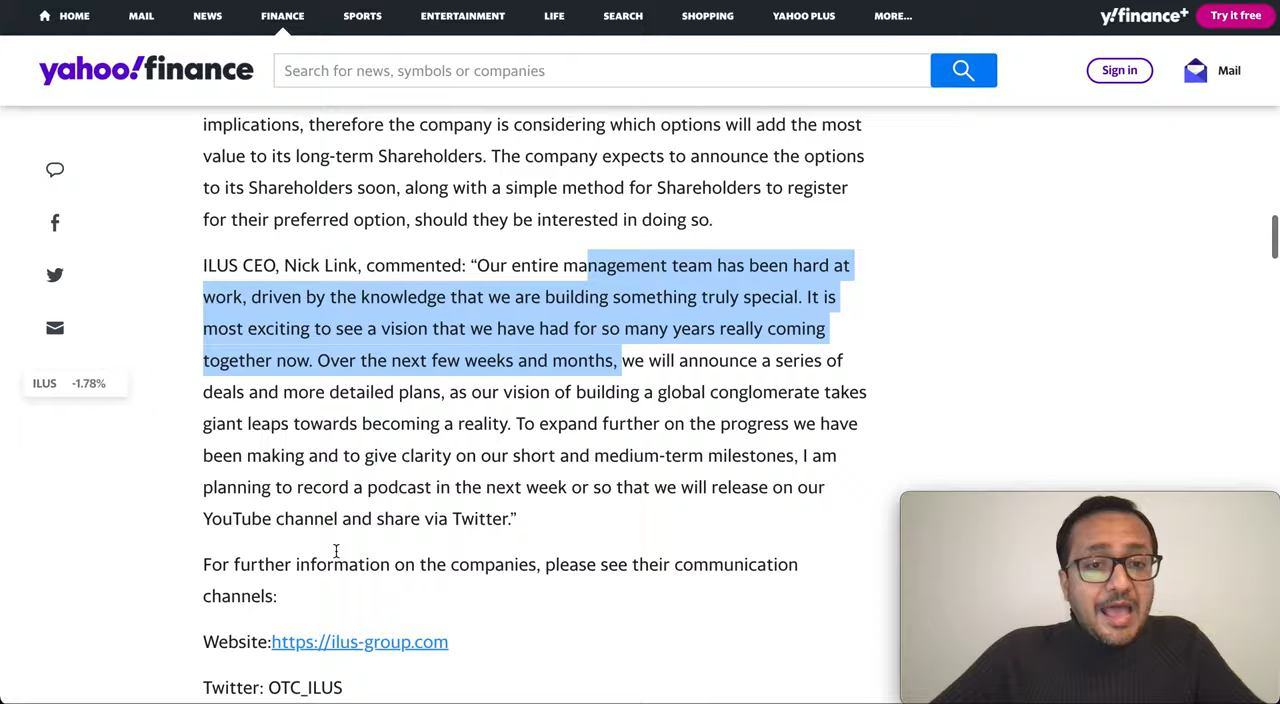 HOME MAIL NEWS FINANCE SPORTS ENTERTAINMENT LIFE SEARCH SHOPPING YAHOO PLUS MORE... y!finance+ Try it free
yahoo!finance Search for news, symbols or companies Sign in Mail
implications, therefore the company is considering which options will add the most
value to its long-term Shareholders. The company expects to announce the options
to its Shareholders soon, along with a simple method for Shareholders to register
for their preferred option, should they be interested in doing so.
ILUS CEO, Nick Link, commented: “Our entire management team has been hard at
work, driven by the knowledge that we are building something truly special. It is
most exciting to see a vision that we have had for so many years really coming
together now. Over the next few weeks and months, we will announce a series of
ILUS -1.78%
deals and more detailed plans, as our vision of building a global conglomerate takes
giant leaps towards becoming a reality. To expand further on the progress we have
been making and to give clarity on our short and medium-term milestones, I am
planning to record a podcast in the next week or so that we will release on our
YouTube channel and share via Twitter.”
For further information on the companies, please see their communication
channels:
Website:https://ilus-group.com
Twitter: OTC_ILUS